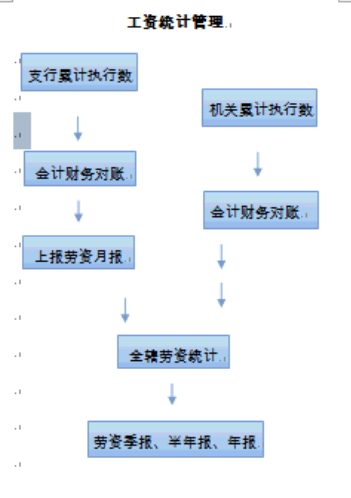 工资统计管理
支行累计执行数
机关累计执行数
会计财务对账
会计财务对账
上报劳资月报
全辖劳资统计
劳资季报、半年报、年报